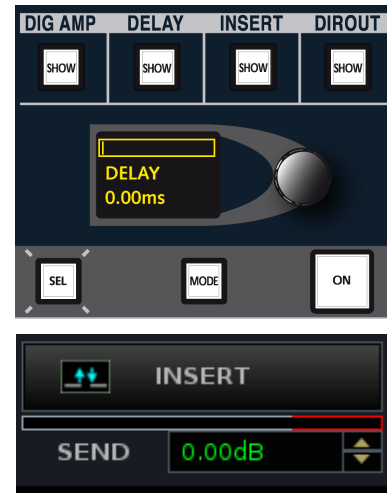 DIG AMP DELAY INSERT DIROUT
SHOW SHOW SHOW SHOW
DELAY
0.00ms
SEL MODE ON
INSERT
SEND 0.00dB